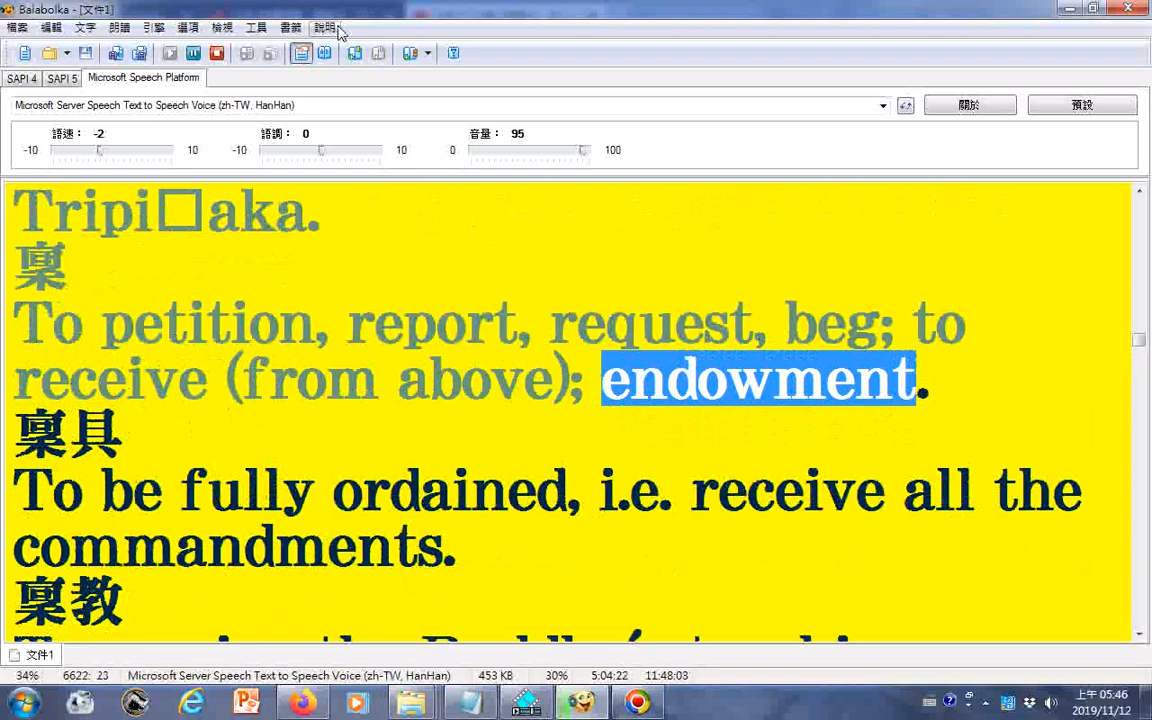 Balabolka - [文件1]
檔案 編輯 文字 朗讀 引擎 選項 檢視 工具 書籤 說明
SAPI 4 SAPI 5 Microsoft Speech Platform
Microsoft Server Speech Text to Speech Voice (zh-TW, HanHan) 關於 預設
語速： -2 語調： 0 音量： 95
-10 10 -10 10 0 100
Tripi□aka.
稟
To petition, report, request, beg; to
receive (from above); endowment.
稟具
To be fully ordained, i.e. receive all the
commandments.
稟教
文件1
34% 6622: 23 Microsoft Server Speech Text to Speech Voice (zh-TW, HanHan) 453 KB 30% 5:04:22 11:48:03
上午 05:46
2019/11/12